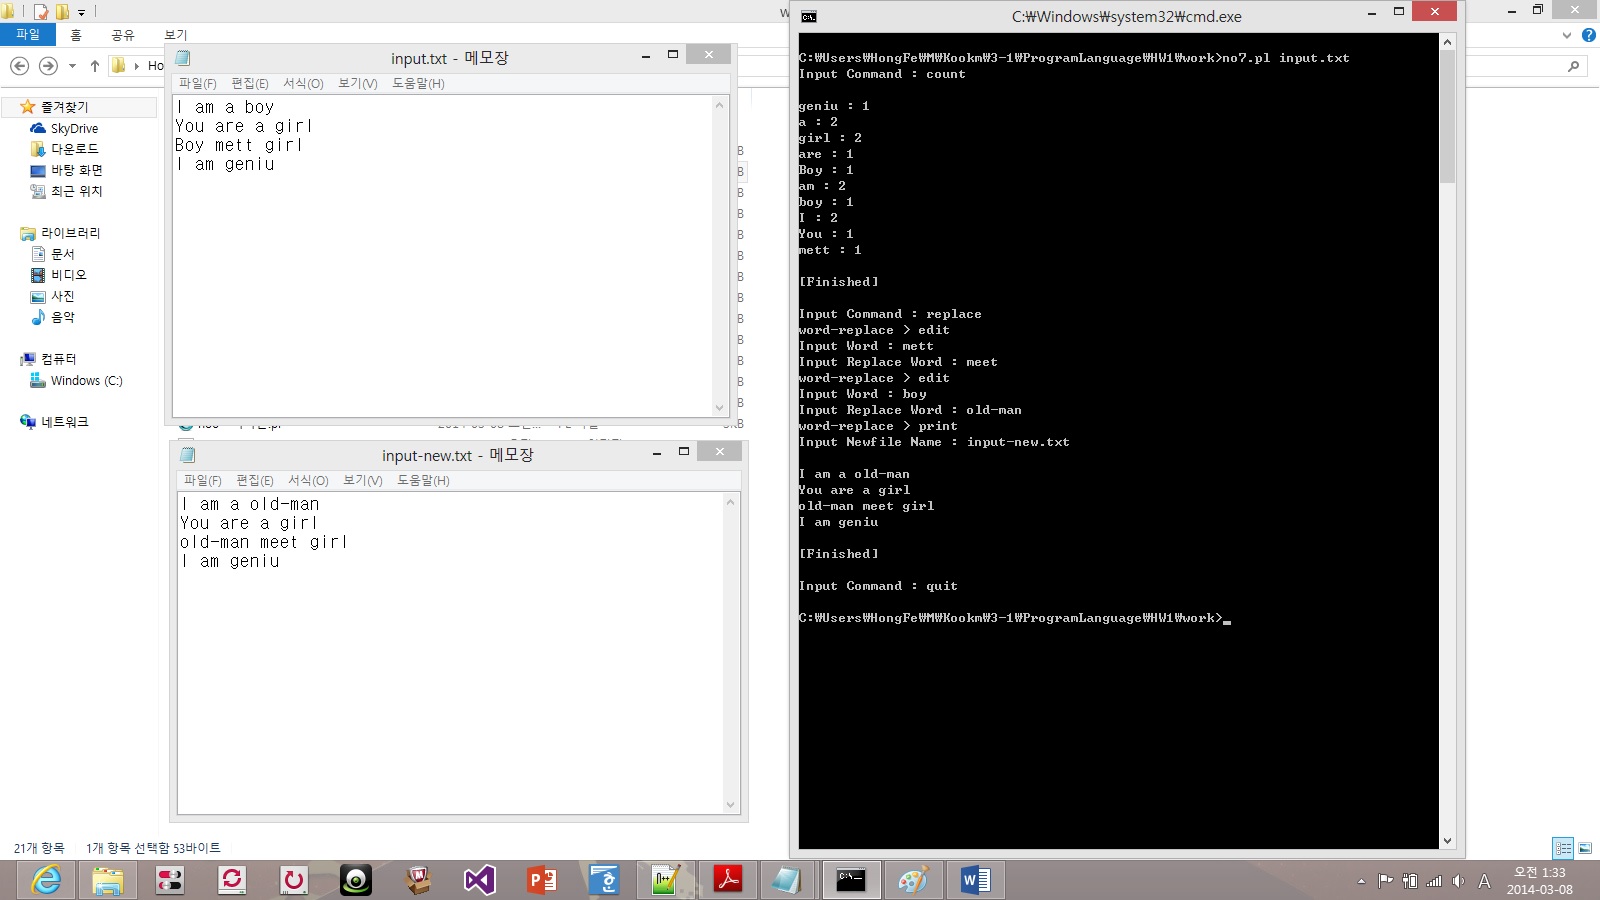 파일 홈 공유 보기
Ho
즐겨찾기
SkyDrive
다운로드
바탕 화면
최근 위치
라이브러리
문서
비디오
사진
음악
컴퓨터
Windows (C:)
네트워크
21개 항목 1개 항목 선택함 53바이트
input.txt - 메모장
파일(F) 편집(E) 서식(O) 보기(V) 도움말(H)
I am a boy
You are a girl
Boy mett girl
I am geniu
input-new.txt - 메모장
파일(F) 편집(E) 서식(O) 보기(V) 도움말(H)
I am a old-man
You are a girl
old-man meet girl
I am geniu
C:₩Windows₩system32₩cmd.exe
C:₩Users₩HongFe₩M₩Kookm₩3-1₩ProgramLanguage₩HW1₩work>no7.pl input.txt
Input Command : count
geniu : 1
a : 2
girl : 2
are : 1
Boy : 1
am : 2
boy : 1
I : 2
You : 1
mett : 1
[Finished]
Input Command : replace
word-replace > edit
Input Word : mett
Input Replace Word : meet
word-replace > edit
Input Word : boy
Input Replace Word : old-man
word-replace > print
Input Newfile Name : input-new.txt
I am a old-man
You are a girl
old-man meet girl
I am geniu
[Finished]
Input Command : quit
C:₩Users₩HongFe₩M₩Kookm₩3-1₩ProgramLanguage₩HW1₩work>
A
오전 1:33
2014-03-08